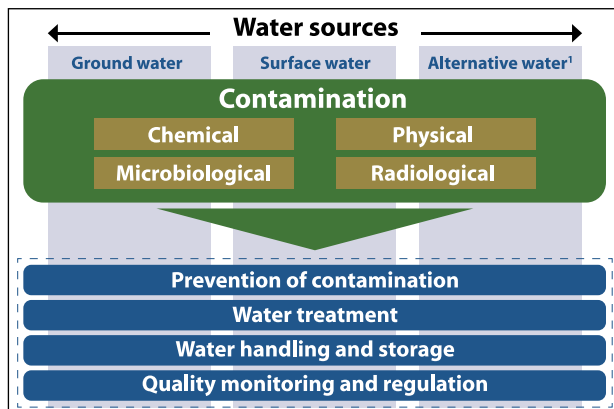 Water sources
Ground water
Surface water
Alternative water¹
Contamination
Chemical
Physical
Microbiological
Radiological
Prevention of contamination
Water treatment
Water handling and storage
Quality monitoring and regulation